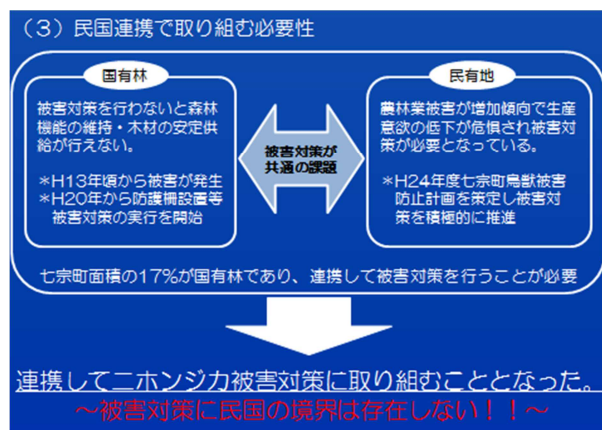 （3）民国連携で取り組む必要性
国有林
被害対策を行わないと森林
機能の維持・木材の安定供
給が行えない。
＊H13年頃から被害が発生
＊H20年から防護柵設置等
被害対策の実行を開始
被害対策が
共通の課題
民有地
農林業被害が増加傾向で生産
意欲の低下が危惧され被害対
策が必要となっている。
＊H24年度七宗町鳥獣被害
防止計画を策定し被害対
策を積極的に推進
七宗町面積の17%が国有林であり、連携して被害対策を行うことが必要
連携してニホンジカ被害対策に取り組むこととなった。
～被害対策に民国の境界は存在しない！！～